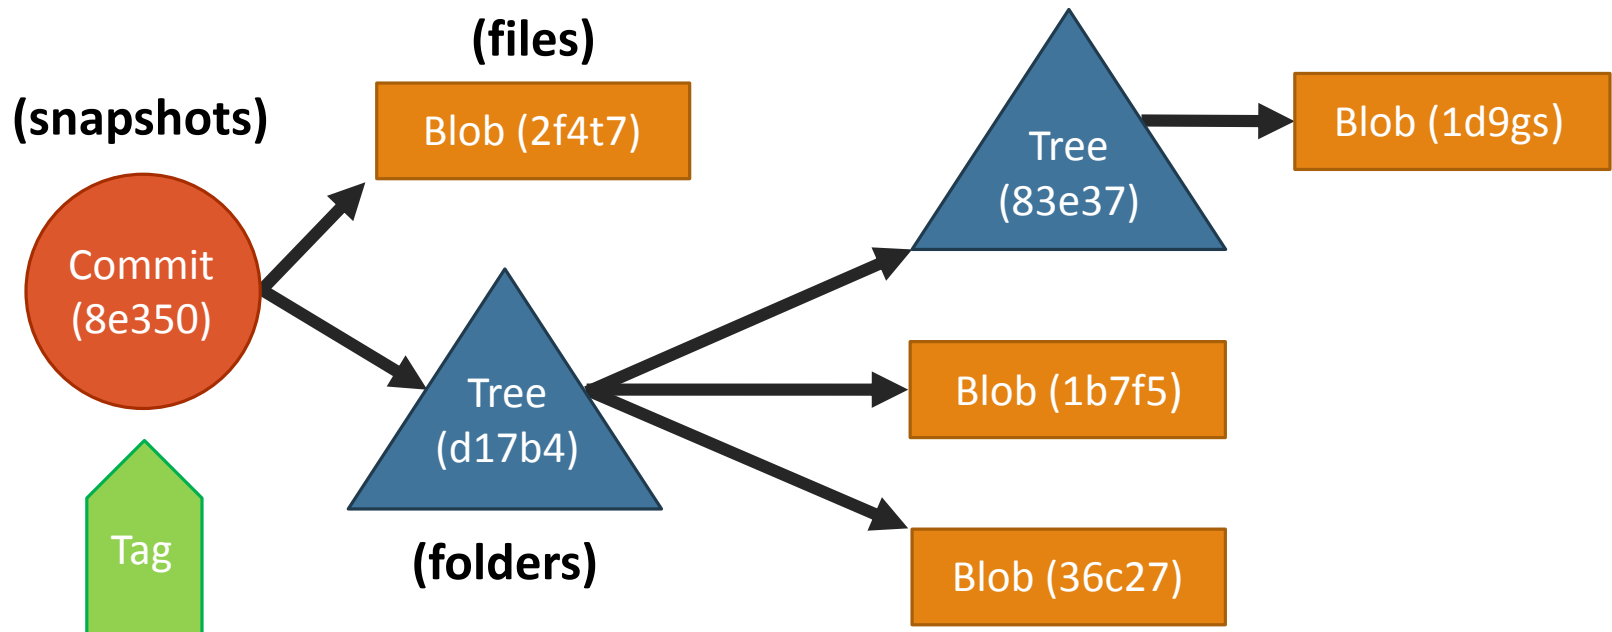 (files)
(snapshots)
Blob (2f4t7)
Commit
(8e350)
Tag
Tree
(d17b4)
(folders)
Tree
(83e37)
Blob (1d9gs)
Blob (1b7f5)
Blob (36c27)